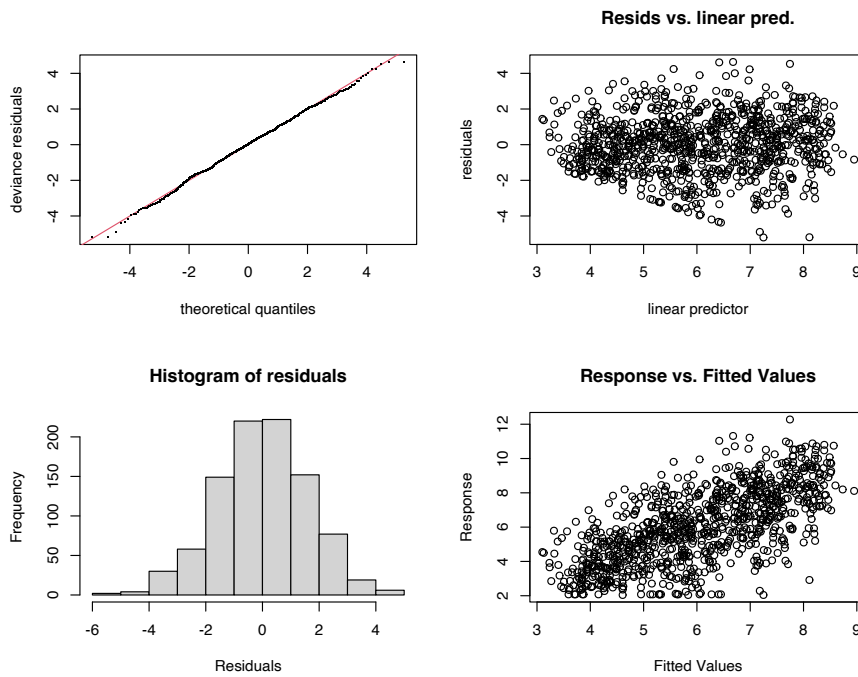 deviance residuals
4
2
0
-2
-4
-4 -2 0 2 4
theoretical quantiles
Resids vs. linear pred.
residuals
4
2
0
-2
-4
3 4 5 6 7 8 9
linear predictor
Histogram of residuals
Frequency
200
150
100
50
0
-6 -4 -2 0 2 4
Residuals
Response vs. Fitted Values
Response
12
10
8
6
4
2
3 4 5 6 7 8 9
Fitted Values